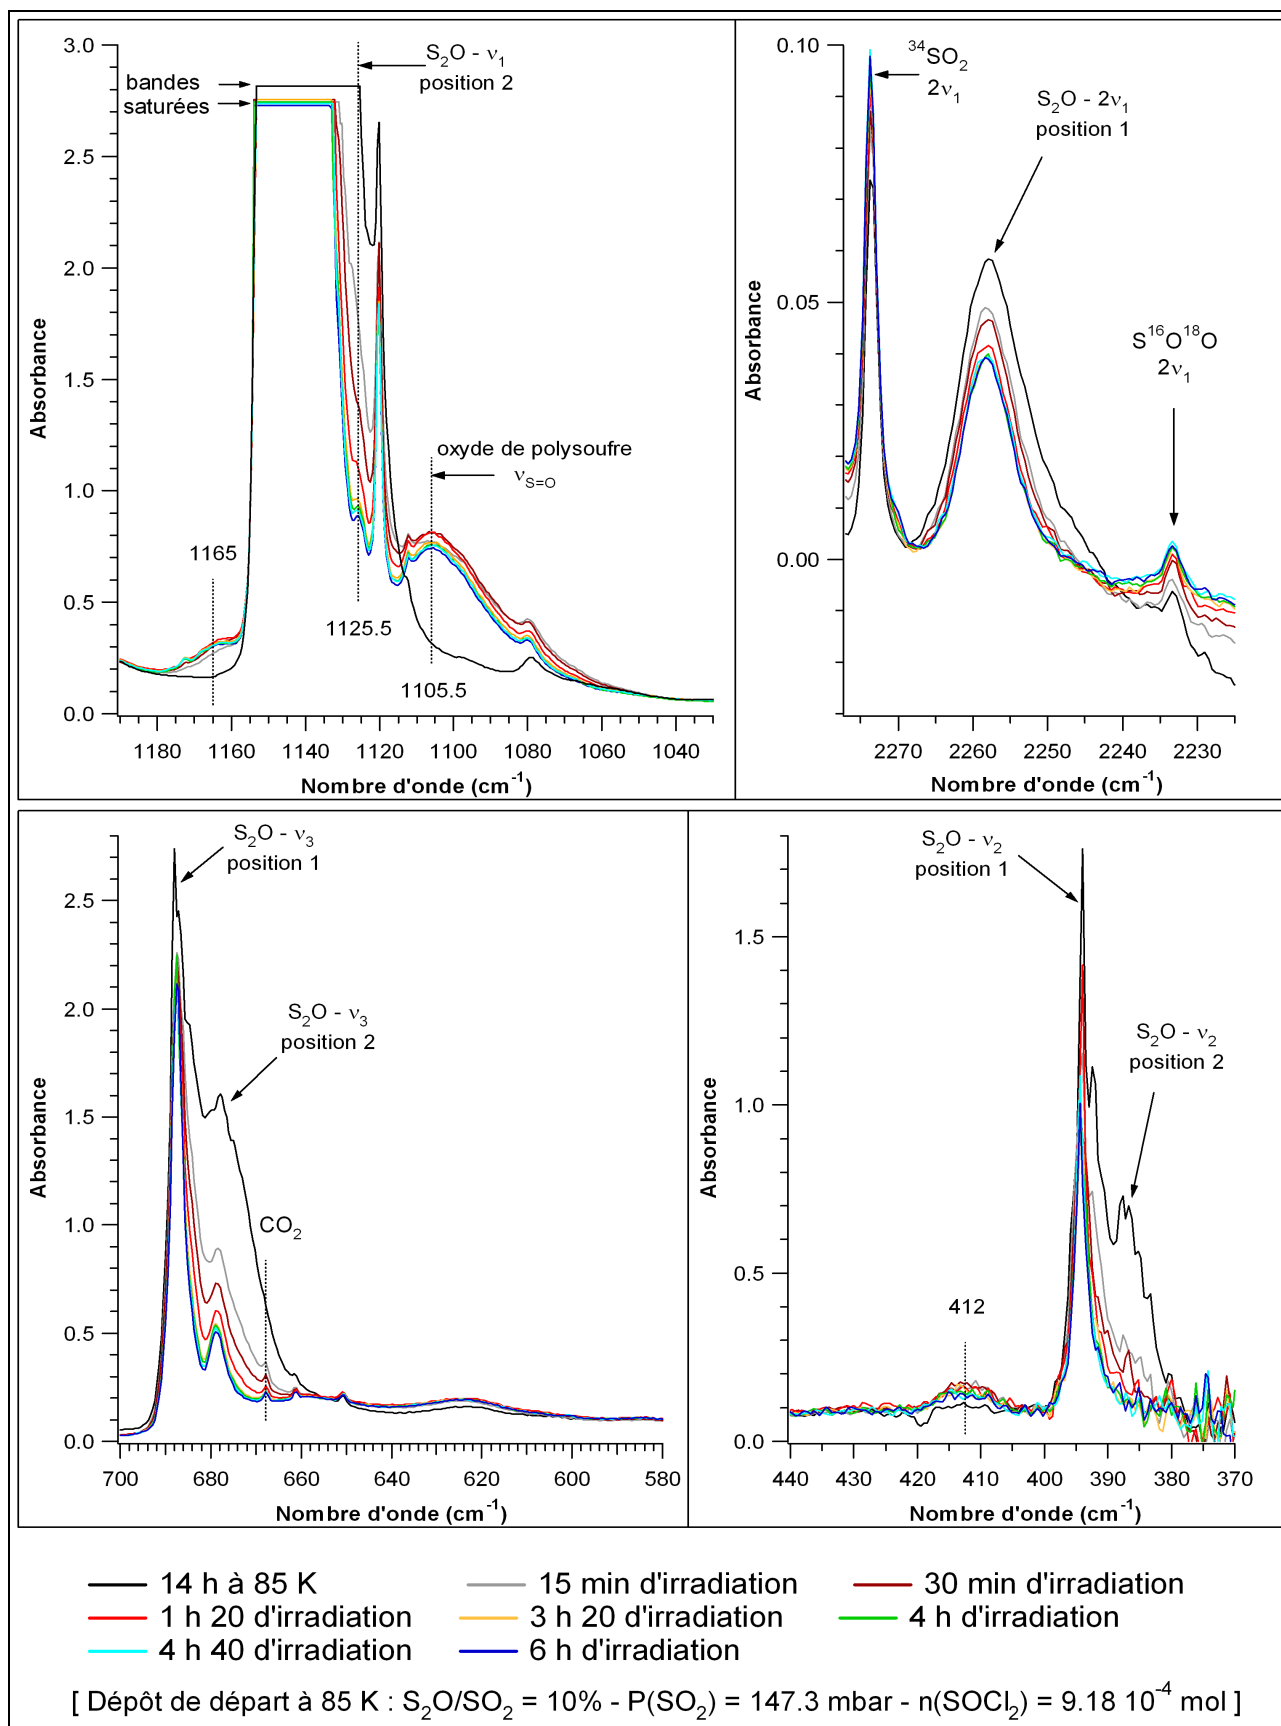 3.0
2.5
2.0
1.5
1.0
0.5
0.0
Absorbance
bandes
saturées
S2O - ν1
position 2
oxyde de polysoufre
νS=O
1165
1125.5
1105.5
1180 1160 1140 1120 1100 1080 1060 1040
Nombre d'onde (cm-1)
0.10
0.05
0.00
Absorbance
34SO2
2ν1
S2O - 2ν1
position 1
S16O18O
2ν1
2270 2260 2250 2240 2230
Nombre d'onde (cm-1)
2.5
2.0
1.5
1.0
0.5
0.0
Absorbance
S2O - ν3
position 1
S2O - ν3
position 2
CO2
700 680 660 640 620 600 580
Nombre d'onde (cm-1)
1.5
1.0
0.5
0.0
Absorbance
S2O - ν2
position 1
S2O - ν2
position 2
412
440 430 420 410 400 390 380 370
Nombre d'onde (cm-1)
14 h à 85 K 15 min d'irradiation 30 min d'irradiation
1 h 20 d'irradiation 3 h 20 d'irradiation 4 h d'irradiation
4 h 40 d'irradiation 6 h d'irradiation
[ Dépôt de départ à 85 K : S2O/SO2 = 10% - P(SO2) = 147.3 mbar - n(SOCl2) = 9.18 10-4 mol ]